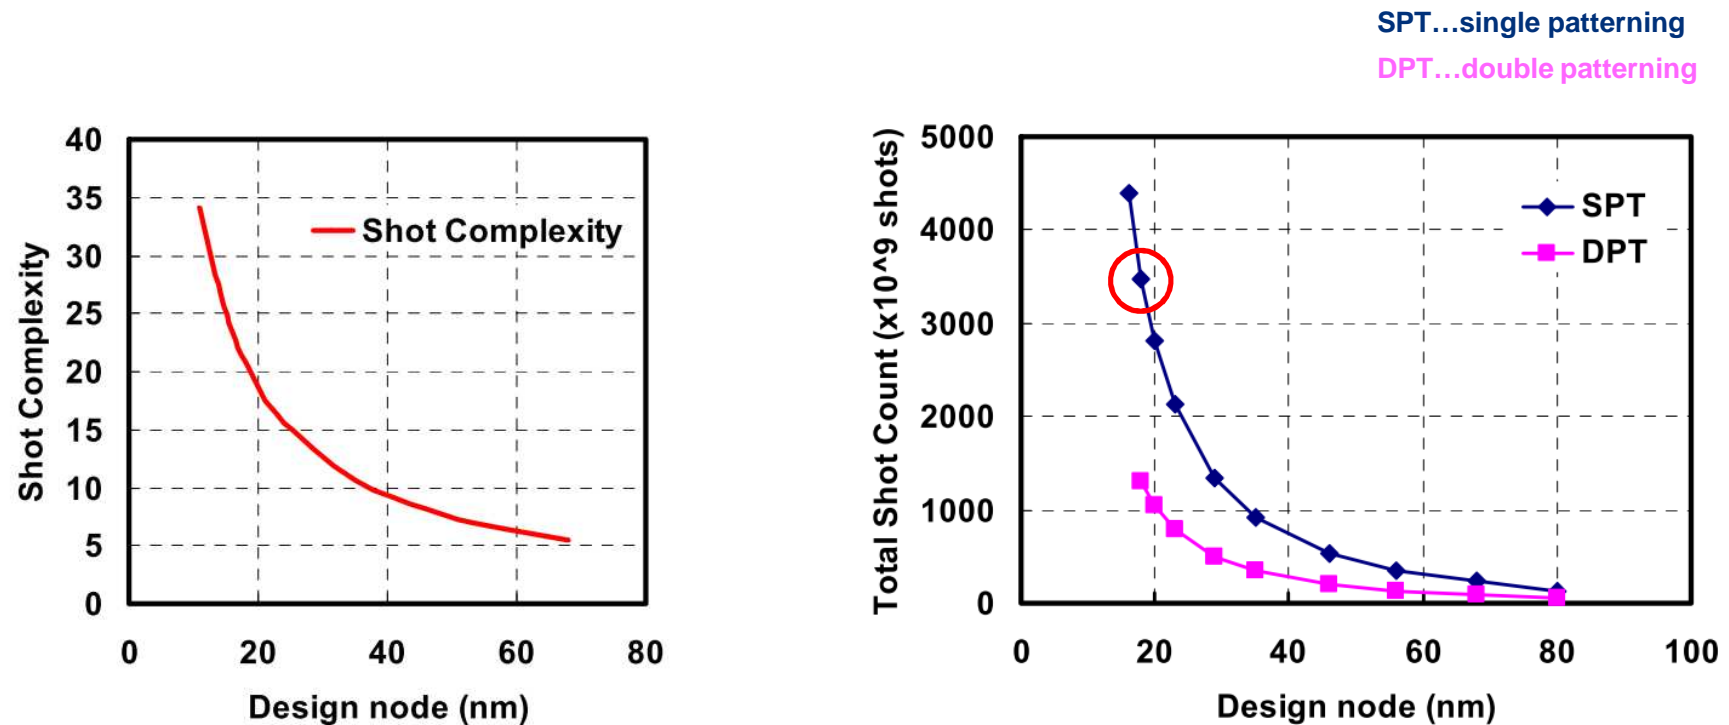 SPT…single patterning
DPT…double patterning
40
35
30
25
20
15
10
5
0
0 20 40 60 80
Shot Complexity
Design node (nm)
Shot Complexity
5000
4000
3000
2000
1000
0
0 20 40 60 80 100
Total Shot Count (x10^9 shots)
Design node (nm)
SPT
DPT